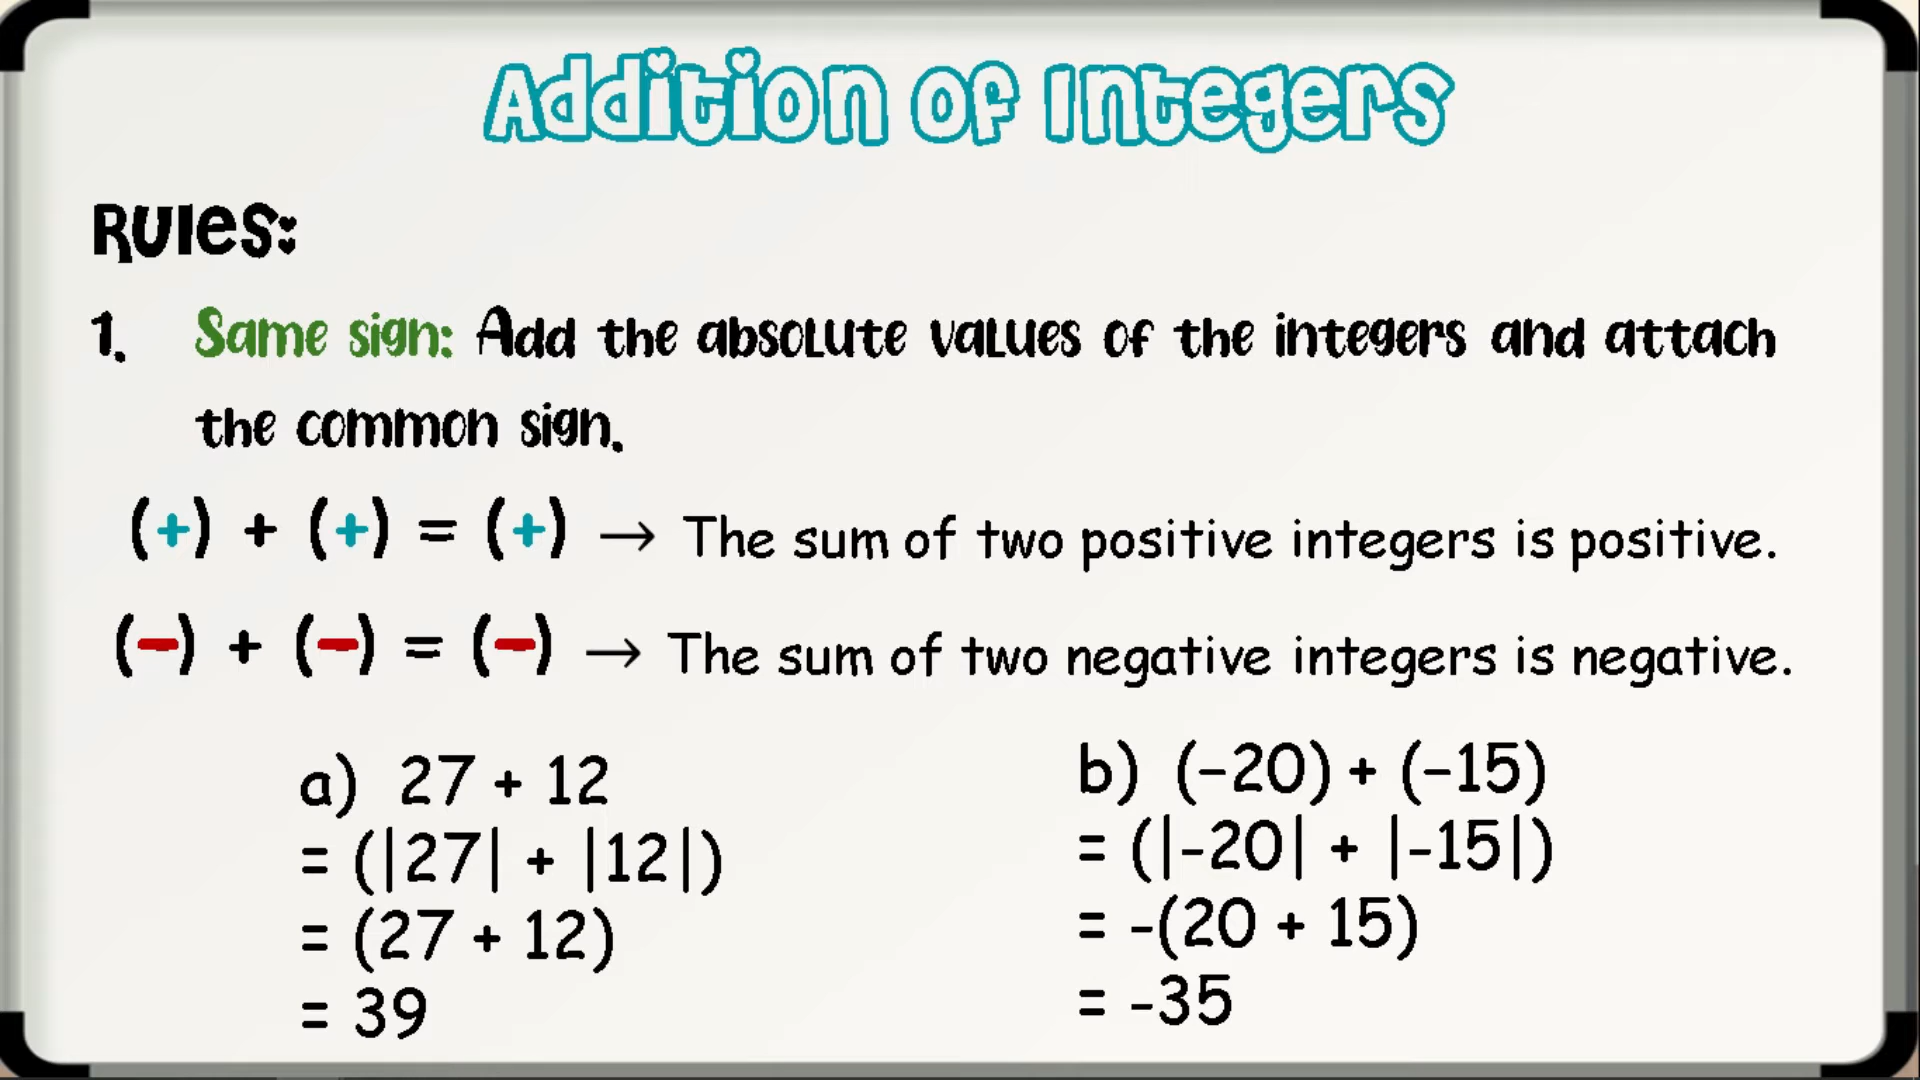 Addition of Integers
Rules:
1. Same sign: Add the absolute values of the integers and attach
the common sign.
(+) + (+) = (+) → The sum of two positive integers is positive.
(−) + (−) = (−) → The sum of two negative integers is negative.
a) 27 + 12
= (|27| + |12|)
= (27 + 12)
= 39
b) (−20) + (−15)
= (|-20| + |-15|)
= -(20 + 15)
= -35